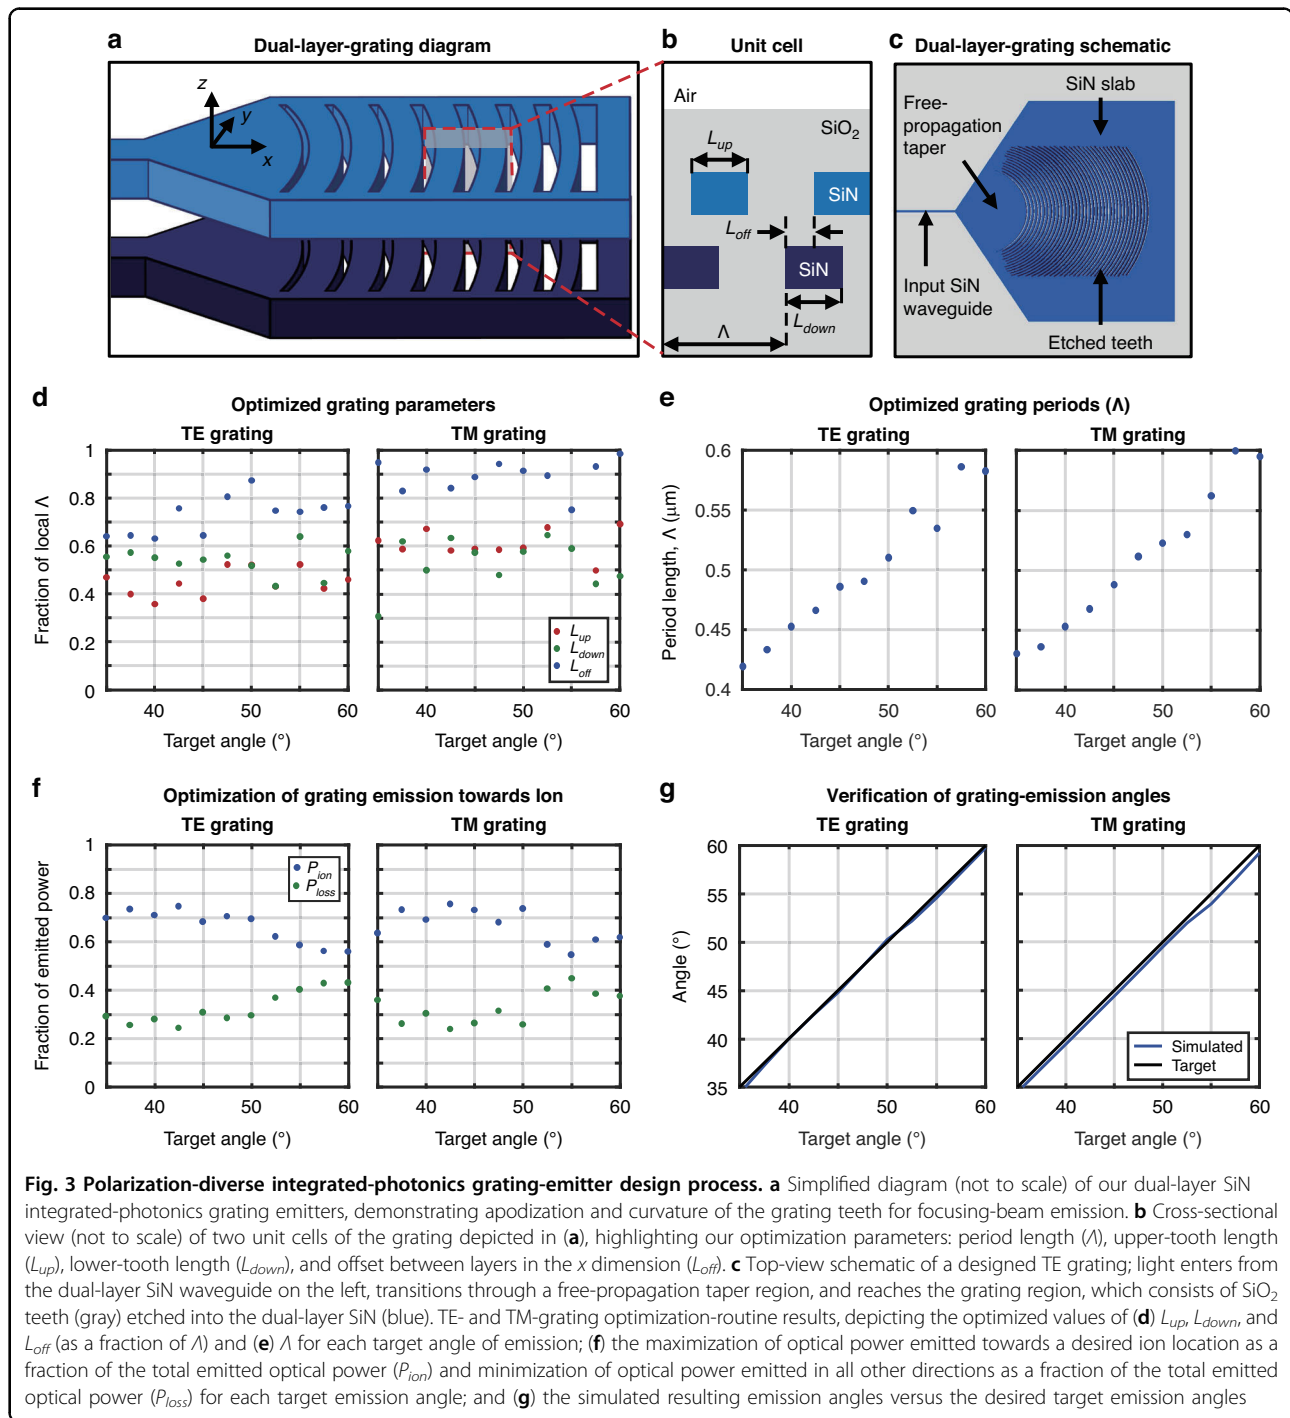 a
Dual-layer-grating diagram
z
y
x
b
Unit cell
Air
SiO2
Lup
SiN
Loff
SiN
Ldown
Λ
c
Dual-layer-grating schematic
SiN slab
Free-
propagation
taper
Input SiN
waveguide
Etched teeth
d
Optimized grating parameters
TE grating
TM grating
Fraction of local Λ
1
0.8
0.6
0.4
0.2
0
Lup
Ldown
Loff
40 50 60
40 50 60
Target angle (°)
Target angle (°)
e
Optimized grating periods (Λ)
TE grating
TM grating
Period length, Λ (μm)
0.6
0.55
0.5
0.45
0.4
40 50 60
40 50 60
Target angle (°)
Target angle (°)
f
Optimization of grating emission towards Ion
TE grating
TM grating
Fraction of emitted power
1
0.8
0.6
0.4
0.2
0
Pion
Ploss
40 50 60
40 50 60
Target angle (°)
Target angle (°)
g
Verification of grating-emission angles
TE grating
TM grating
Angle (°)
60
55
50
45
40
35
Simulated
Target
40 50 60
40 50 60
Target angle (°)
Target angle (°)
Fig. 3 Polarization-diverse integrated-photonics grating-emitter design process. a Simplified diagram (not to scale) of our dual-layer SiN
integrated-photonics grating emitters, demonstrating apodization and curvature of the grating teeth for focusing-beam emission. b Cross-sectional
view (not to scale) of two unit cells of the grating depicted in (a), highlighting our optimization parameters: period length (Λ), upper-tooth length
(Lup), lower-tooth length (Ldown), and offset between layers in the x dimension (Loff). c Top-view schematic of a designed TE grating; light enters from
the dual-layer SiN waveguide on the left, transitions through a free-propagation taper region, and reaches the grating region, which consists of SiO2
teeth (gray) etched into the dual-layer SiN (blue). TE- and TM-grating optimization-routine results, depicting the optimized values of (d) Lup, Ldown, and
Loff (as a fraction of Λ) and (e) Λ for each target angle of emission; (f) the maximization of optical power emitted towards a desired ion location as a
fraction of the total emitted optical power (Pion) and minimization of optical power emitted in all other directions as a fraction of the total emitted
optical power (Ploss) for each target emission angle; and (g) the simulated resulting emission angles versus the desired target emission angles